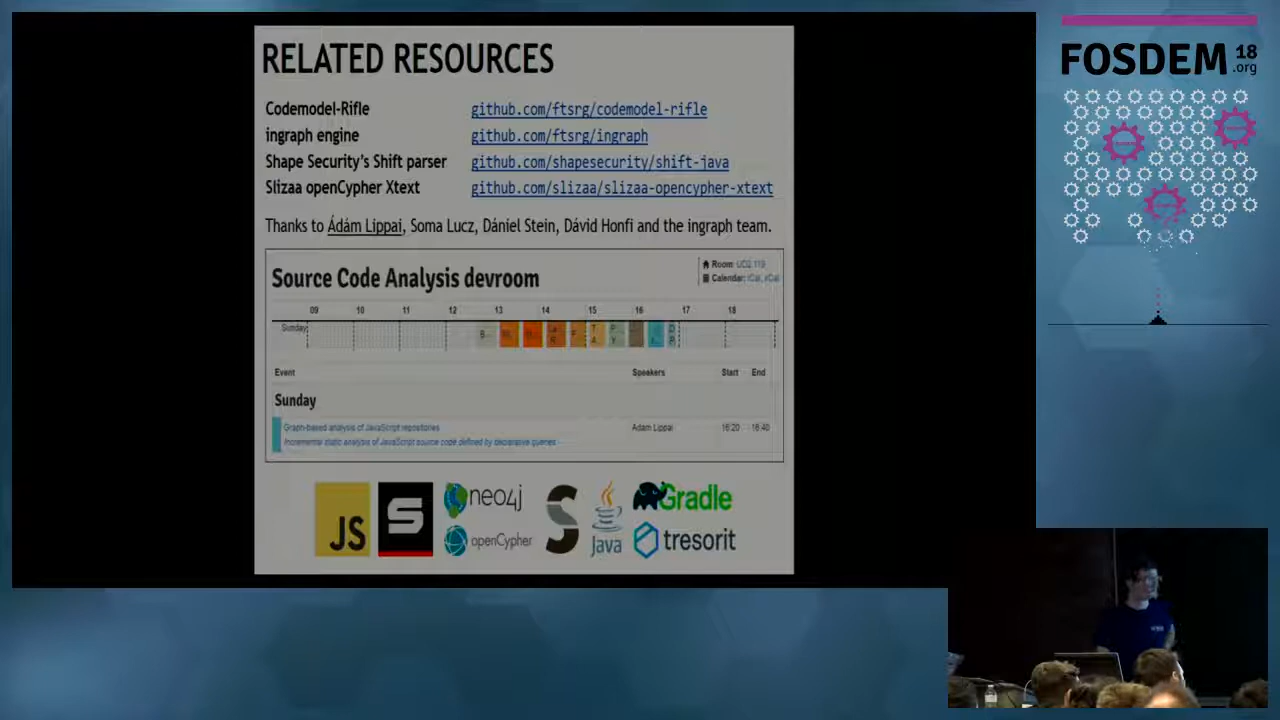 RELATED RESOURCES
Codemodel-Rifle github.com/ftsrg/codemodel-rifle
ingraph engine github.com/ftsrg/ingraph
Shape Security's Shift parser github.com/shapesecurity/shift-java
Slizaa openCypher Xtext github.com/slizaa/slizaa-opencypher-xtext
Thanks to Ádám Lippai, Soma Lucz, Dániel Stein, Dávid Honfi and the ingraph team.
Source Code Analysis devroom
Room: UD2.119
Calendar: iCal, xCal
09 10 11 12 13 14 15 16 17 18
Sunday
Event Speakers Start End
Sunday
Graph-based analysis of JavaScript repositories Adam Lippai 16:20 16:40
Incremental static analysis of JavaScript source code defined by declarative queries
JS
S
neo4j
openCypher
S
Java
Gradle
tresorit
FOSDEM 18 .org